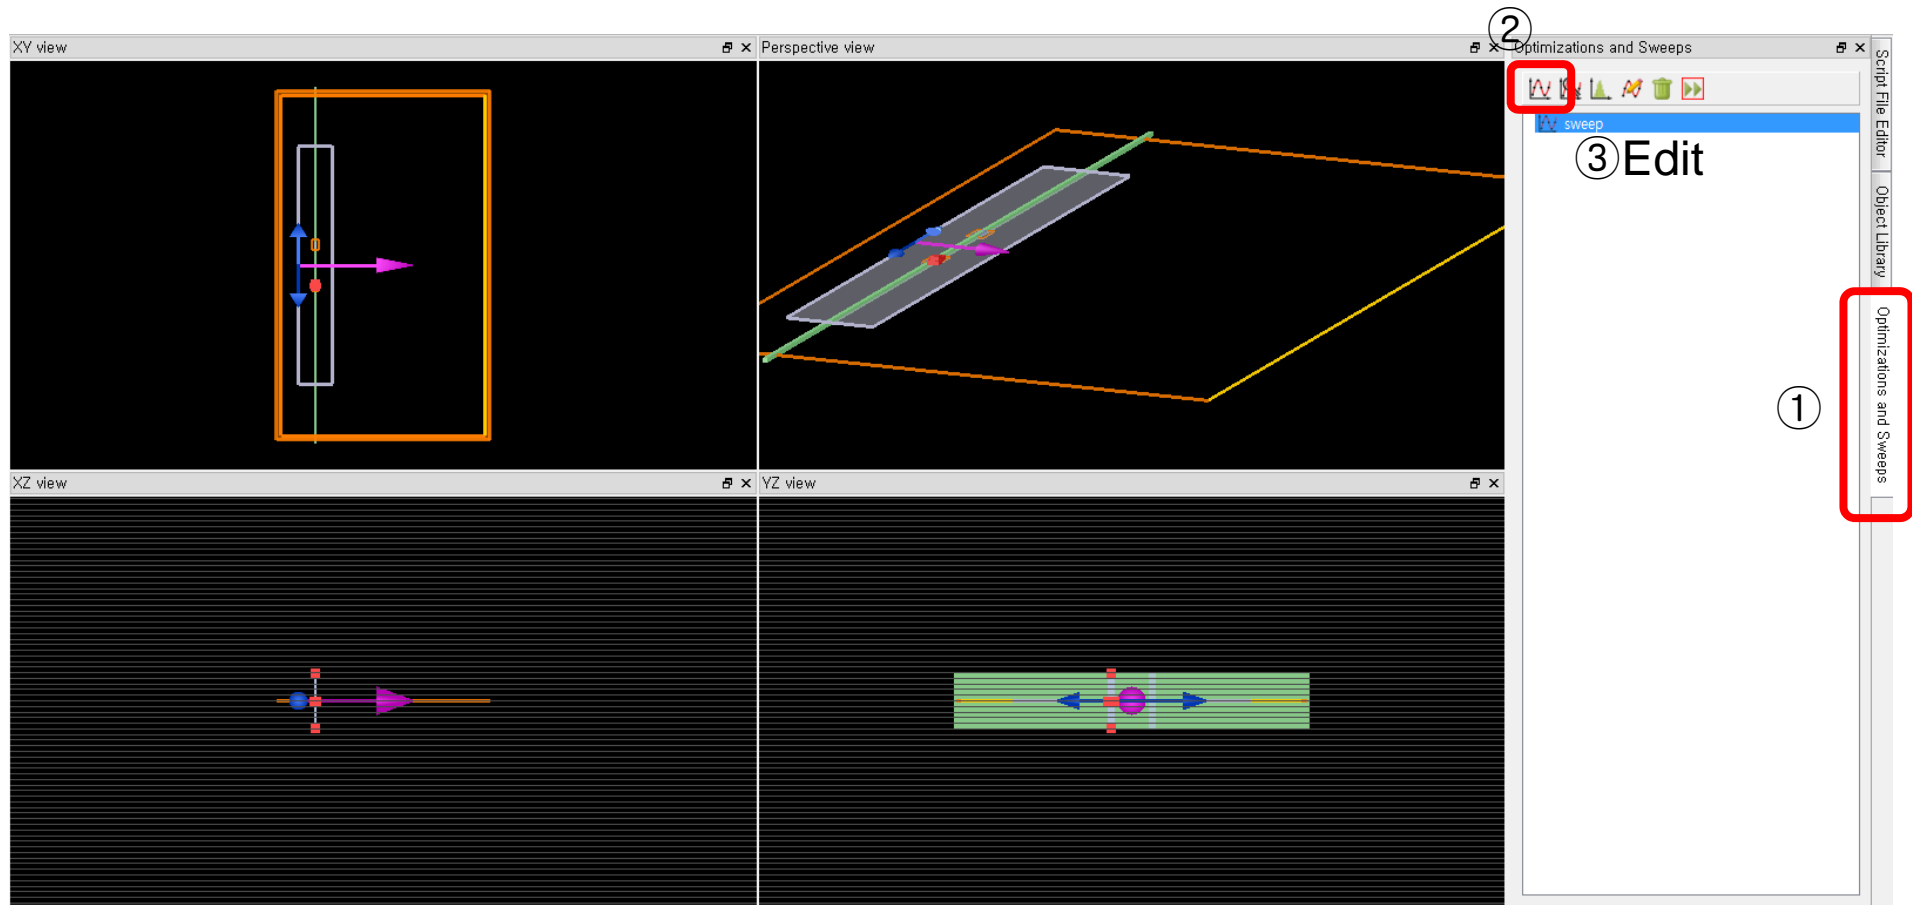 ②
XY view
Perspective view
Optimizations and Sweeps
sweep
③Edit
Script File Editor
Object Library
Optimizations and Sweeps
①
XZ view
YZ view